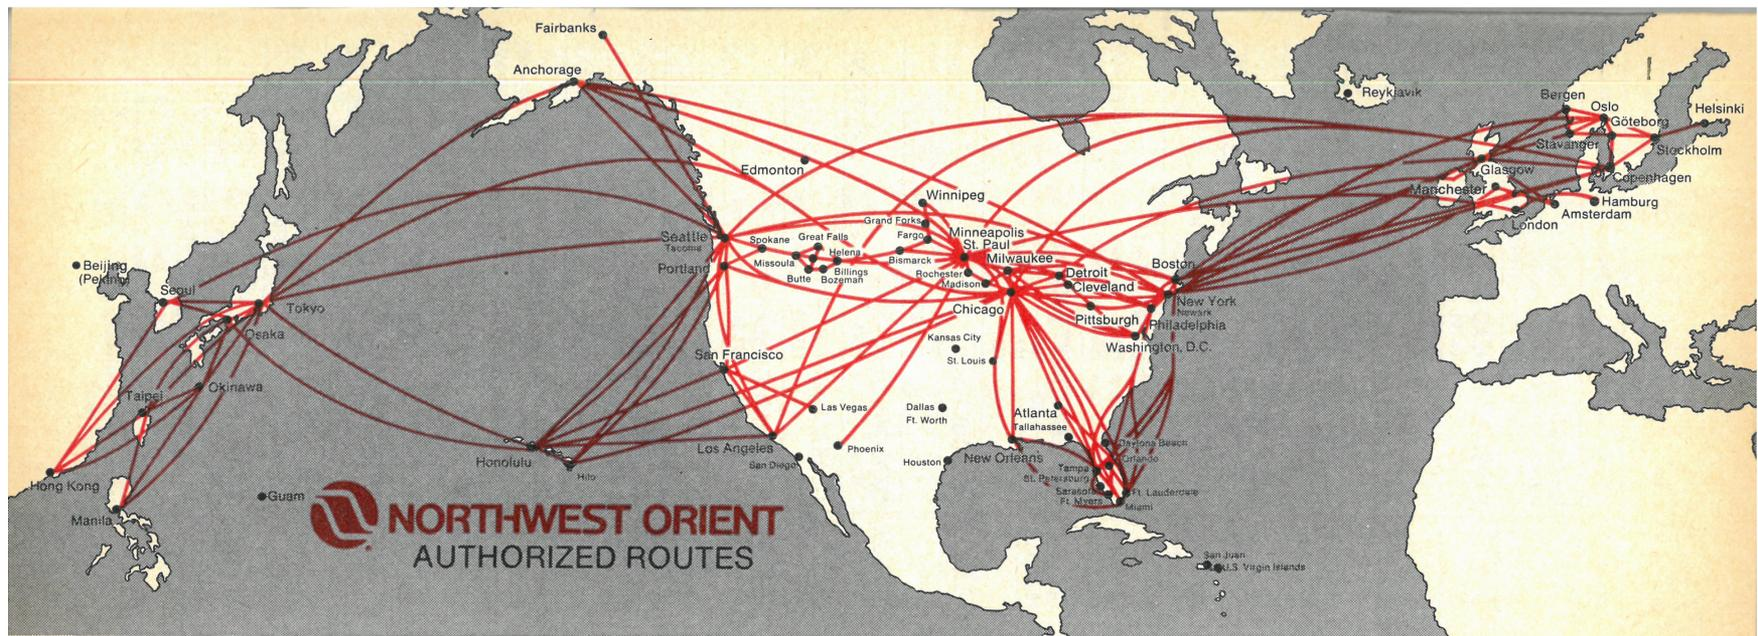 Fairbanks
Anchorage
Reykjavik
Bergen
Oslo
Helsinki
Göteborg
Stavanger
Stockholm
Edmonton
Glasgow
Copenhagen
Winnipeg
Manchester
Hamburg
Amsterdam
London
Grand Forks
Fargo
Minneapolis
St. Paul
Seattle
Tacoma
Spokane
Great Falls
Helena
Missoula
Bismarck
Milwaukee
Portland
Butte
Bozeman
Billings
Rochester
Madison
Detroit
Cleveland
Boston
Beijing
(Peking)
Seoul
Tokyo
Osaka
Chicago
New York
Newark
Pittsburgh
Philadelphia
Washington, D.C.
Kansas City
St. Louis
San Francisco
Okinawa
Taipei
Las Vegas
Dallas
Ft. Worth
Atlanta
Tallahassee
Los Angeles
Phoenix
San Diego
Houston
New Orleans
Daytona Beach
Orlando
Tampa
St. Petersburg
Sarasota
Ft. Myers
Ft. Lauderdale
Miami
Honolulu
Hilo
Hong Kong
Guam
Manila
San Juan
U.S. Virgin Islands
NORTHWEST ORIENT
AUTHORIZED ROUTES